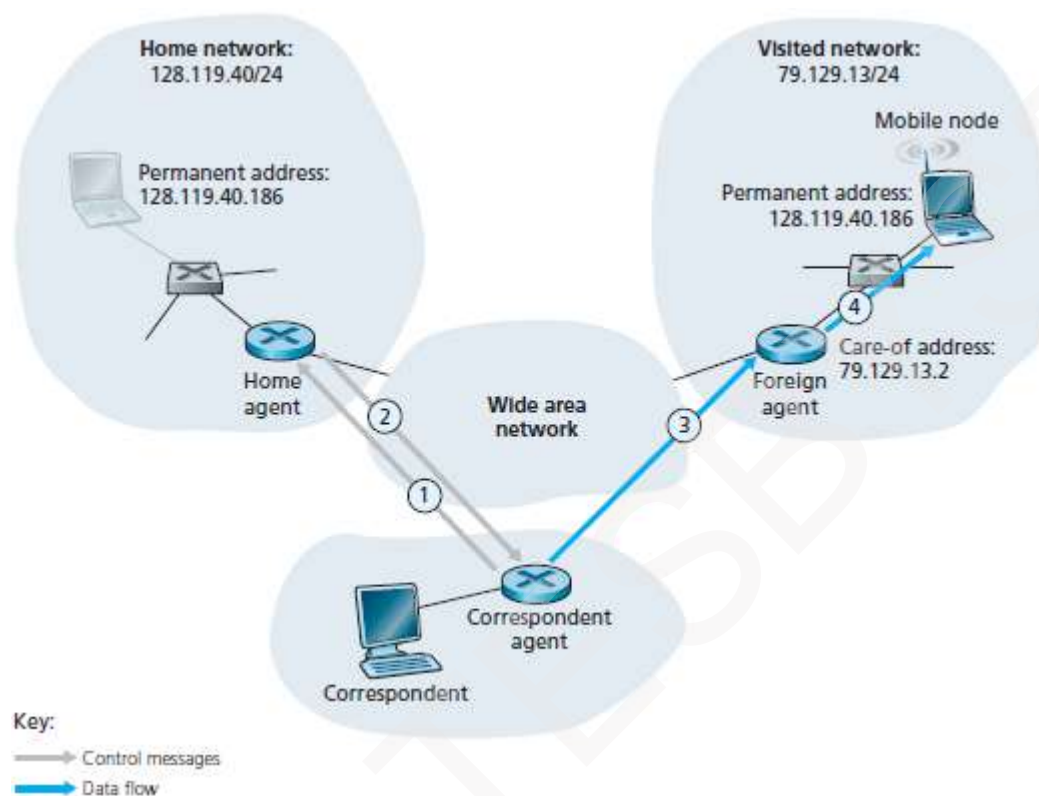 Home network:
128.119.40/24
Visited network:
79.129.13/24
Mobile node
Permanent address:
128.119.40.186
Permanent address:
128.119.40.186
4
Home
agent
Foreign
agent
Care-of address:
79.129.13.2
Wide area
network
2
3
1
Correspondent
agent
Correspondent
Key:
Control messages
Data flow